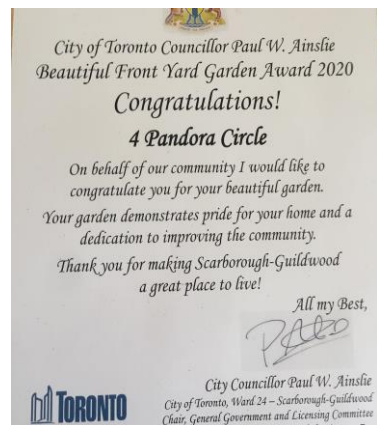 City of Toronto Councillor Paul W. Ainslie
Beautiful Front Yard Garden Award 2020
Congratulations!
4 Pandora Circle
On behalf of our community I would like to
congratulate you for your beautiful garden.
Your garden demonstrates pride for your home and a
dedication to improving the community.
Thank you for making Scarborough-Guildwood
a great place to live!
All my Best,
City Councillor Paul W. Ainslie
City of Toronto, Ward 24 – Scarborough-Guildwood
Chair, General Government and Licensing Committee
TORONTO